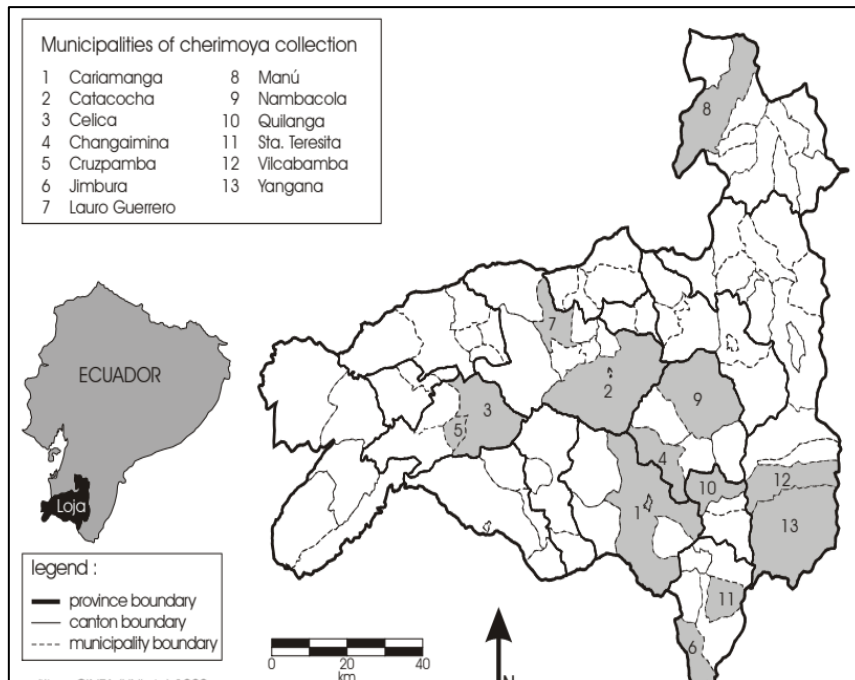 Municipalities of cherimoya collection
1 Cariamanga
2 Catacocha
3 Celica
4 Changaimina
5 Cruzpamba
6 Jimbura
7 Lauro Guerrero
8 Manú
9 Nambacola
10 Quilanga
11 Sta. Teresita
12 Vilcabamba
13 Yangana
8
7
2
9
3
5
4
12
10
1
13
11
6
ECUADOR
Loja
legend :
province boundary
canton boundary
municipality boundary
0 20 40
km
N